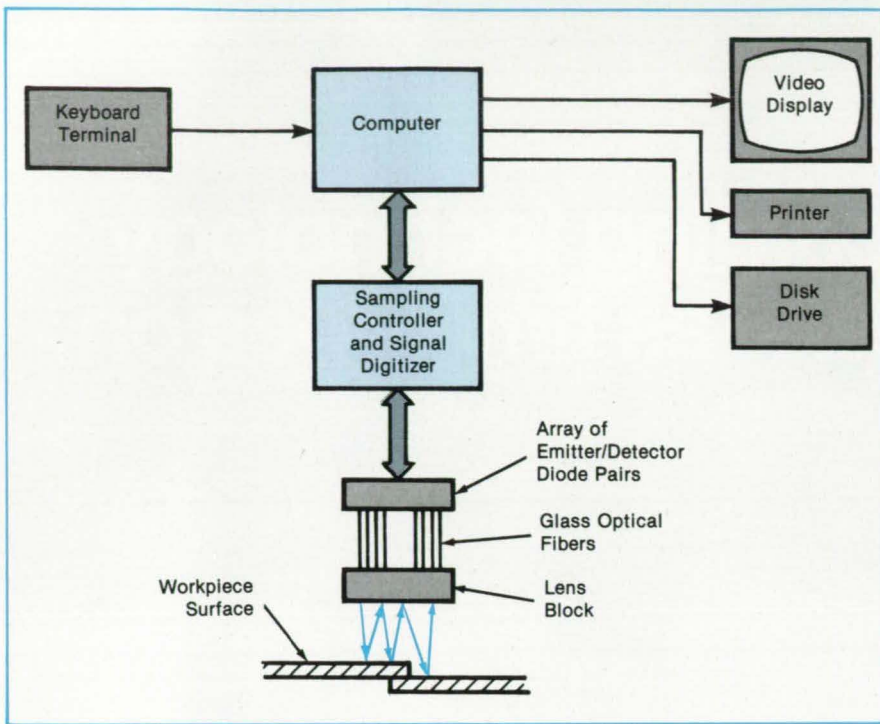 Keyboard
Terminal
Computer
Video
Display
Printer
Disk
Drive
Sampling
Controller
and Signal
Digitizer
Array of
Emitter/Detector
Diode Pairs
Glass Optical
Fibers
Lens
Block
Workpiece
Surface